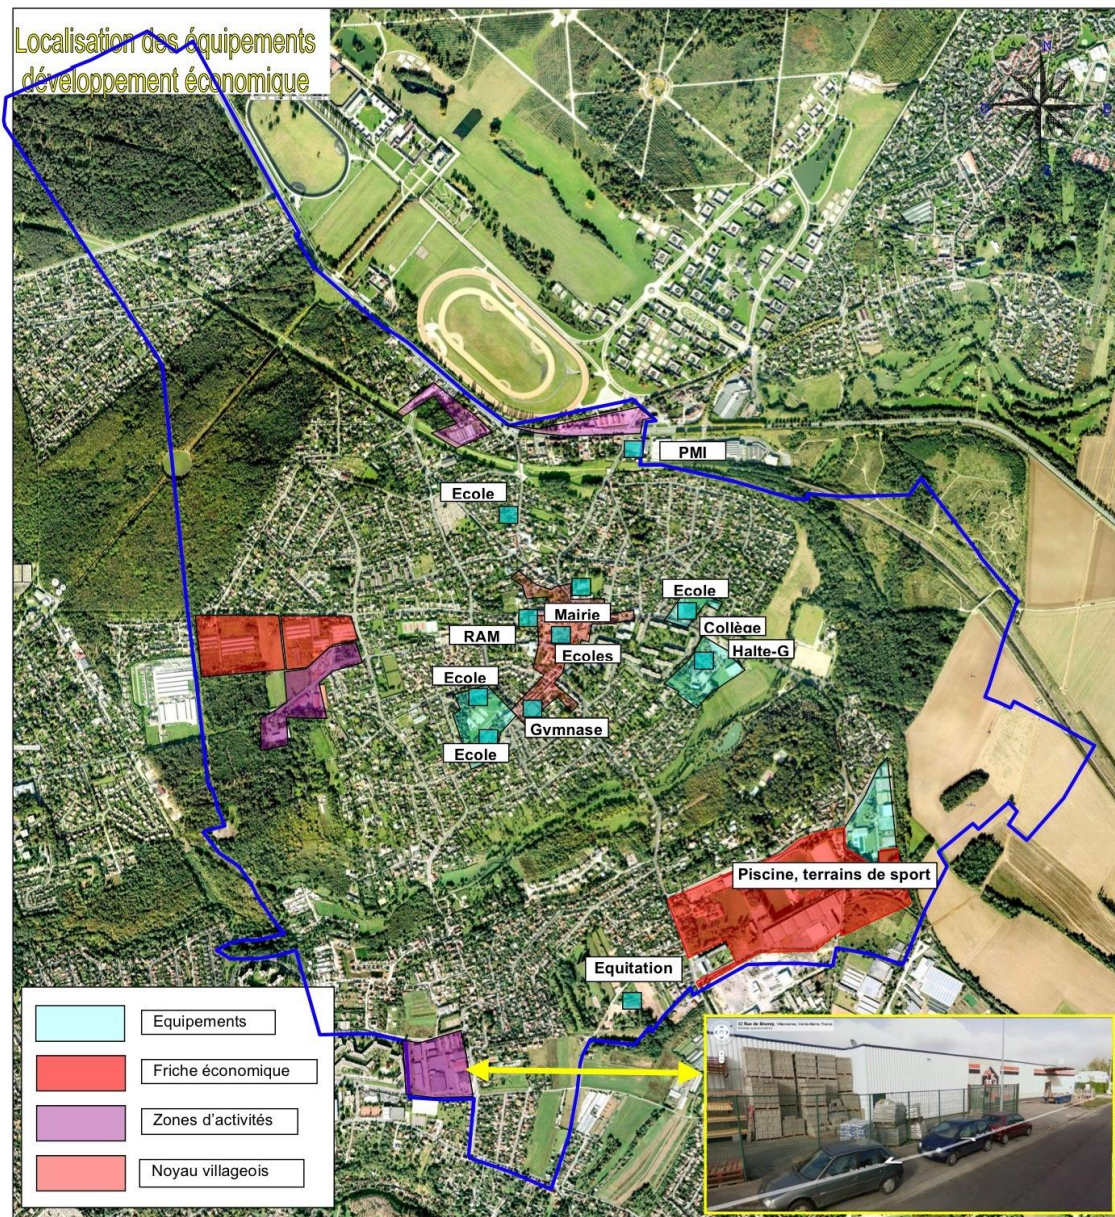 Localisation des équipements
développement économique
N
PMI
Ecole
Ecole
Mairie
RAM
Collège
Ecoles
Halte-G
Ecole
Gymnase
Ecole
Piscine, terrains de sport
Equitation
Equipements
Friche économique
Zones d'activités
Noyau villageois